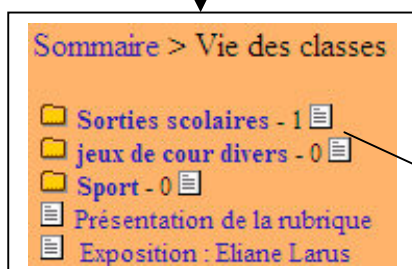 Sommaire > Vie des classes
Sorties scolaires - 1
jeux de cour divers - 0
Sport - 0
Présentation de la rubrique
Exposition : Eliane Larus